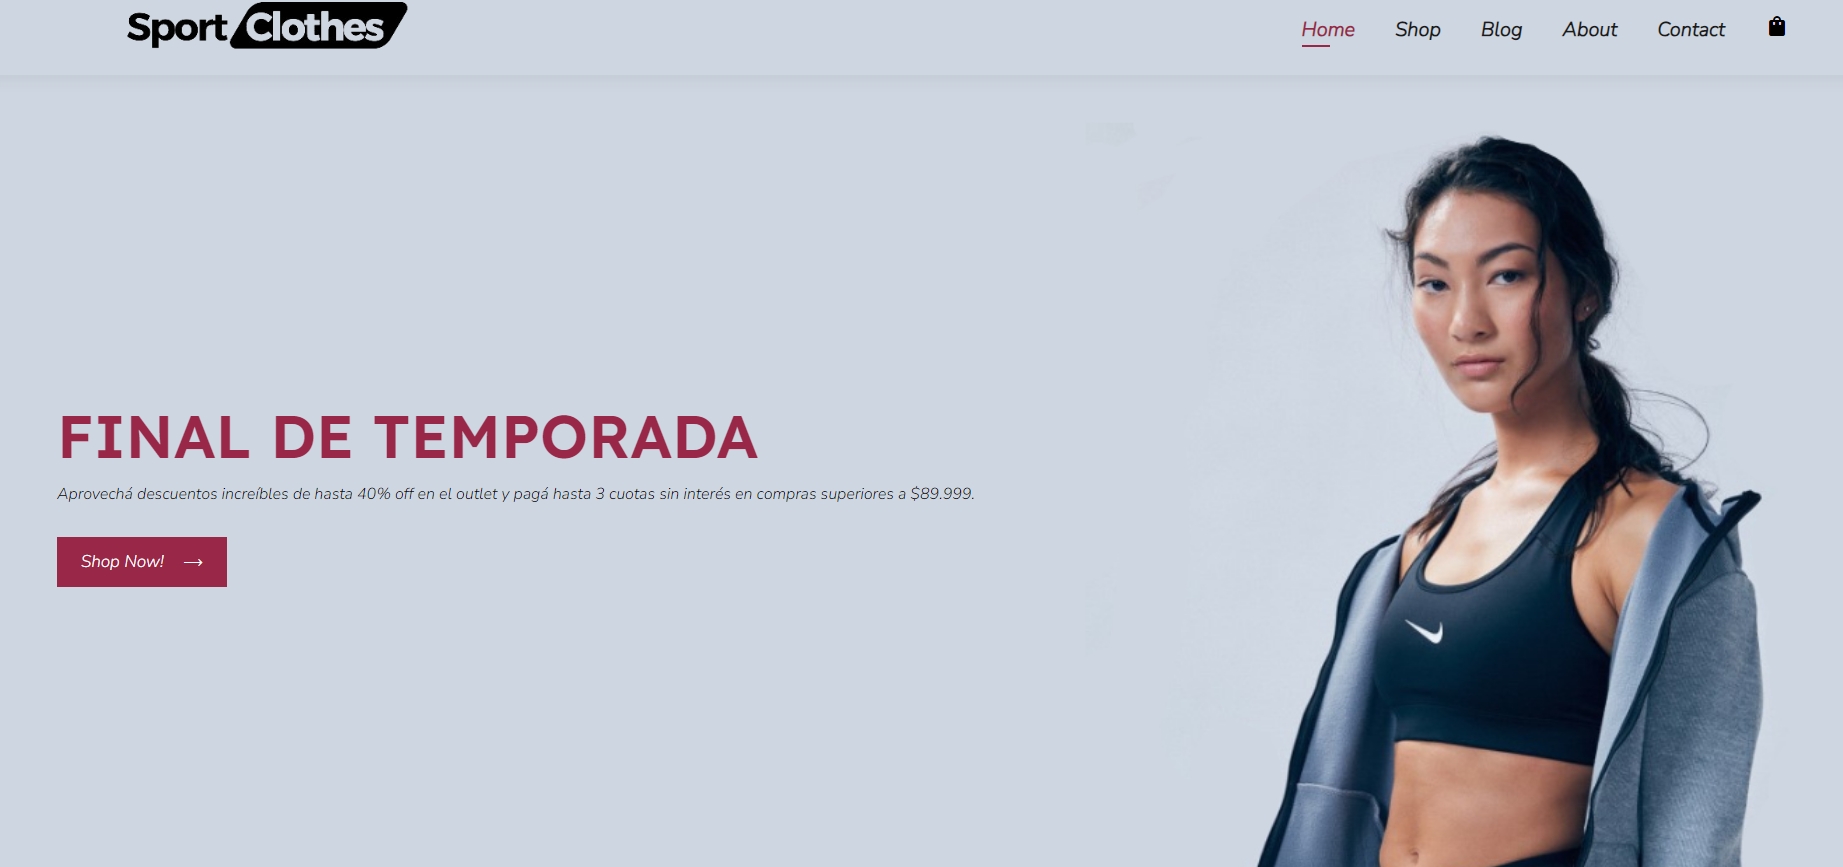 Sport Clothes
Home Shop Blog About Contact
FINAL DE TEMPORADA
Aprovechá descuentos increíbles de hasta 40% off en el outlet y pagá hasta 3 cuotas sin interés en compras superiores a $89.999.
Shop Now! →